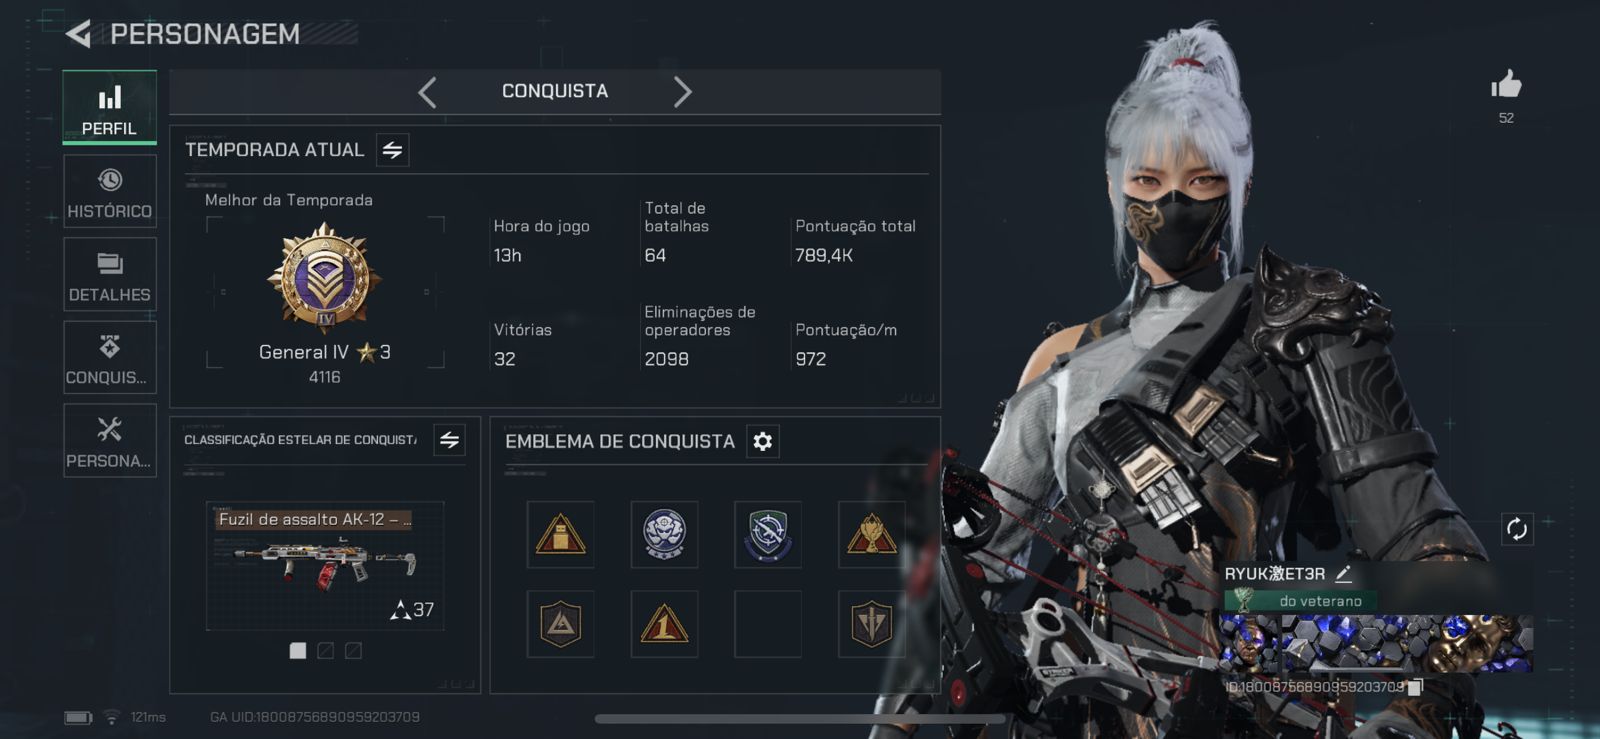 PERSONAGEM
PERFIL
HISTÓRICO
DETALHES
CONQUIS...
PERSONA...
CONQUISTA
TEMPORADA ATUAL
Melhor da Temporada
IV
General IV 3
4116
Hora do jogo
13h
Total de
batalhas
64
Pontuação total
789,4K
Vitórias
32
Eliminações de
operadores
2098
Pontuação/m
972
CLASSIFICAÇÃO ESTELAR DE CONQUISTA
Fuzil de assalto AK-12 – ...
37
EMBLEMA DE CONQUISTA
1
52
RYUK激ET3R
do veterano
ID:18008756890959203709
121ms
GA UID:18008756890959203709